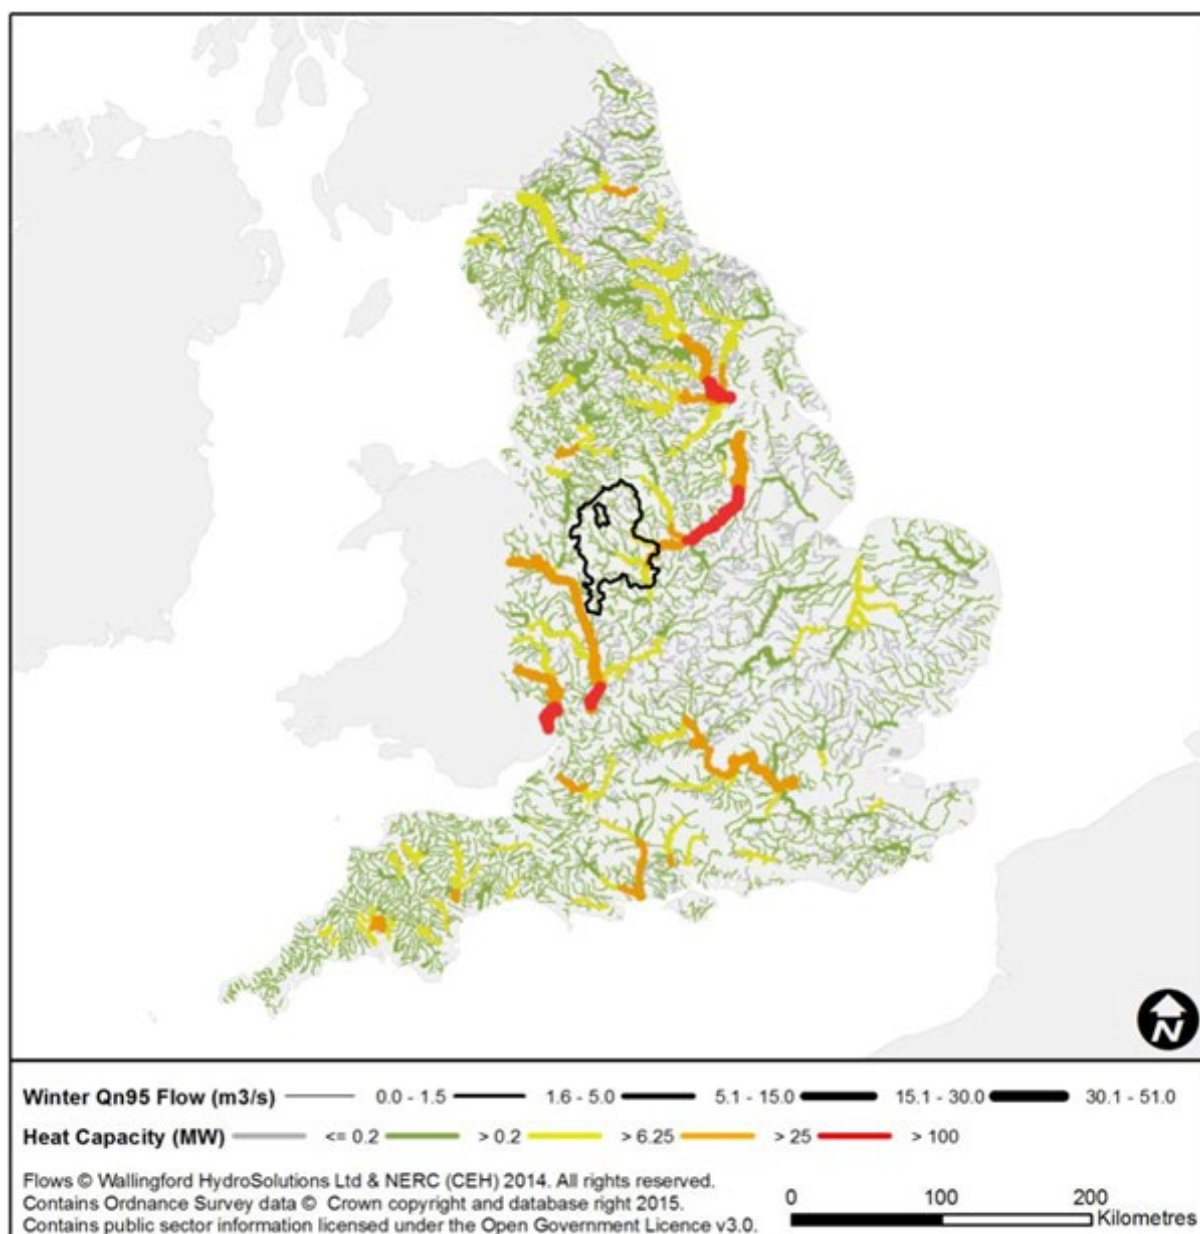 N
Winter Qn95 Flow (m3/s) 0.0 - 1.5 1.6 - 5.0 5.1 - 15.0 15.1 - 30.0 30.1 - 51.0
Heat Capacity (MW) <= 0.2 > 0.2 > 6.25 > 25 > 100
Flows © Wallingford HydroSolutions Ltd & NERC (CEH) 2014. All rights reserved.
Contains Ordnance Survey data © Crown copyright and database right 2015.
Contains public sector information licensed under the Open Government Licence v3.0.
0 100 200
Kilometres